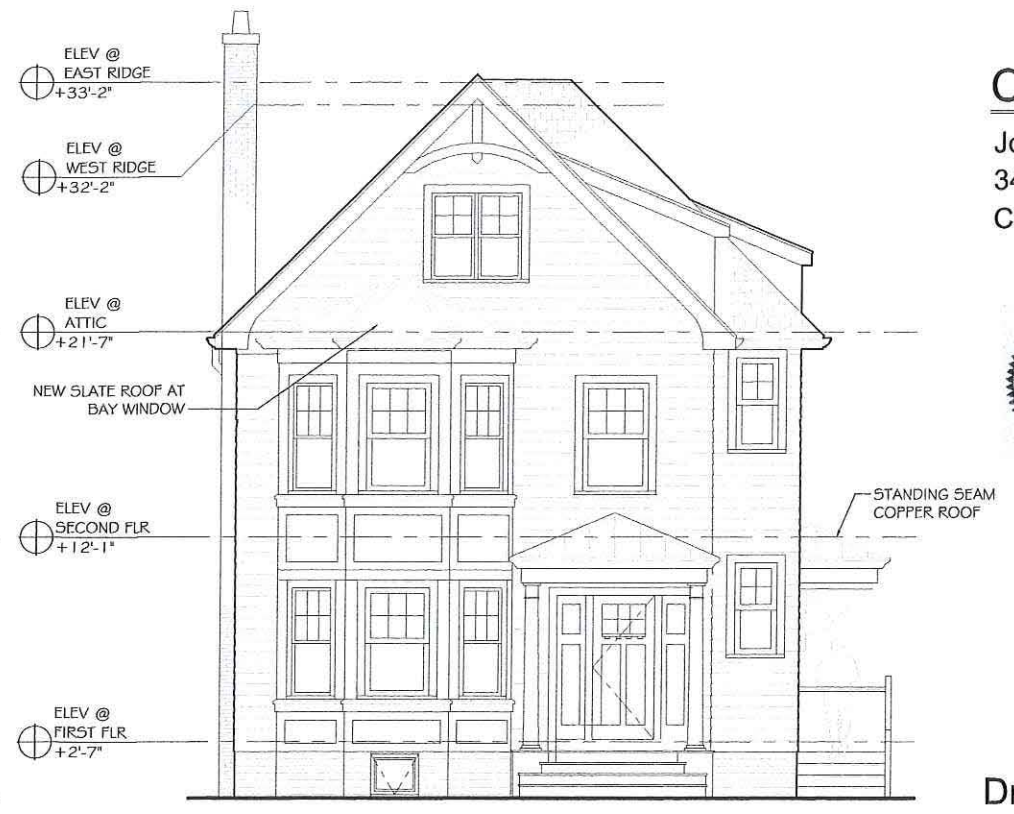 ELEV @
EAST RIDGE
+33'-2"
ELEV @
WEST RIDGE
+32'-2"
ELEV @
ATTIC
+21'-7"
NEW SLATE ROOF AT
BAY WINDOW
ELEV @
SECOND FLR
+12'-1"
STANDING SEAM
COPPER ROOF
ELEV @
FIRST FLR
+2'-7"